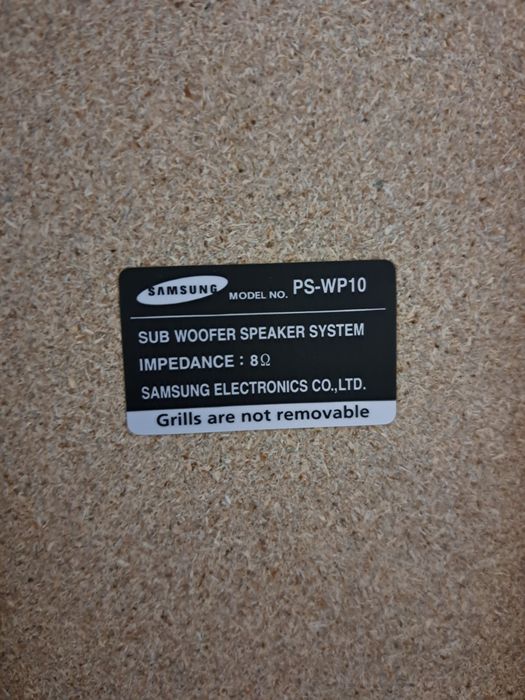 SAMSUNG MODEL NO. PS-WP10
SUB WOOFER SPEAKER SYSTEM
IMPEDANCE : 8Ω
SAMSUNG ELECTRONICS CO.,LTD.
Grills are not removable